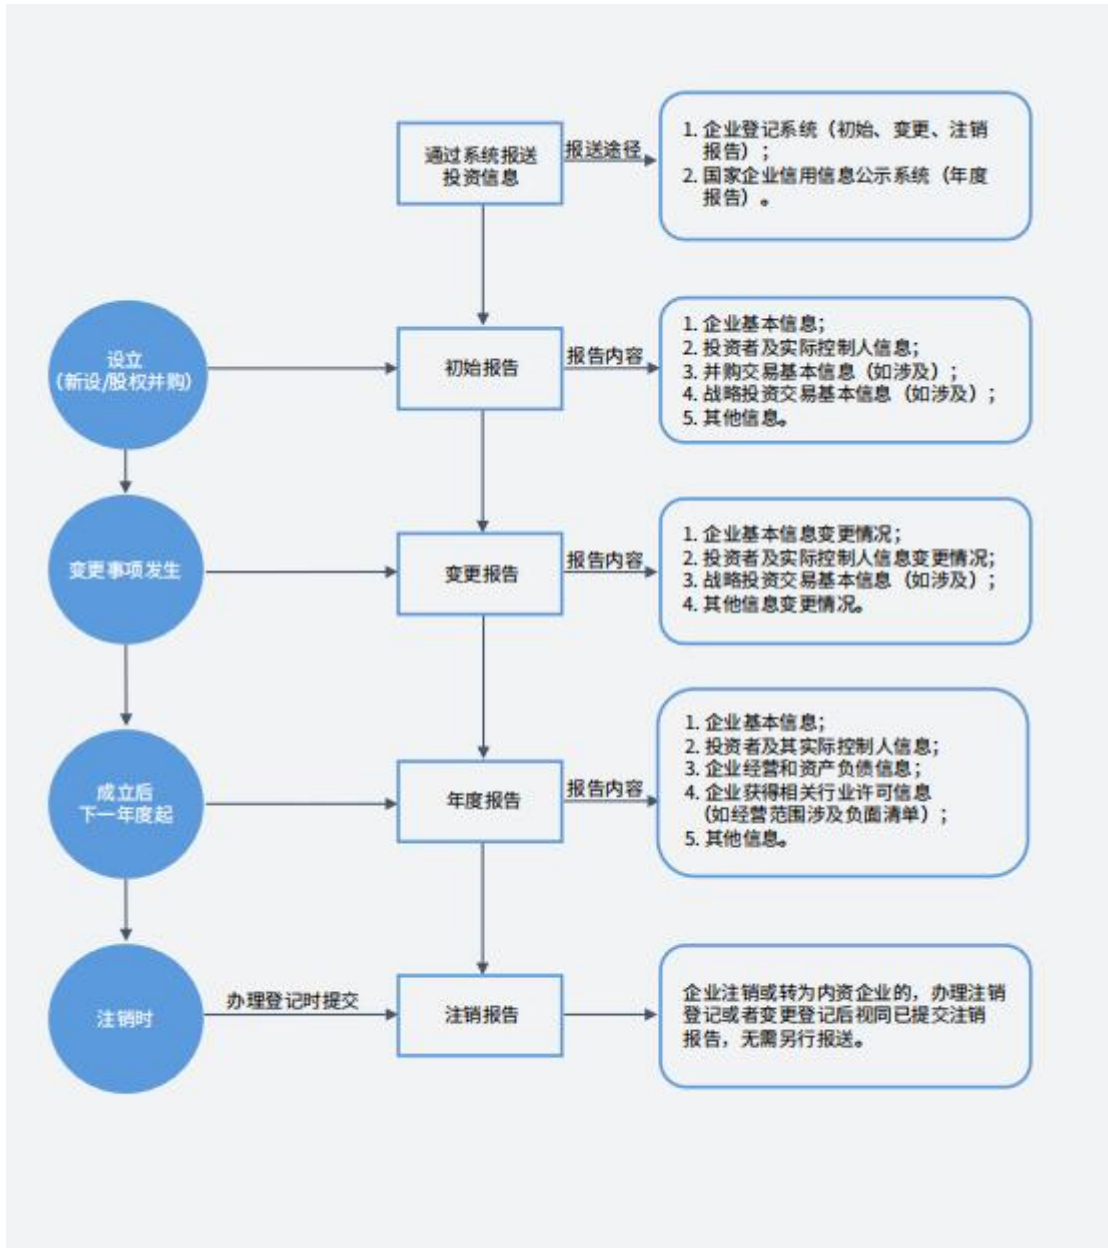 通过系统报送
投资信息
报送途径
1. 企业登记系统（初始、变更、注销
报告）；
2. 国家企业信用信息公示系统（年度
报告）。
设立
（新设/股权并购）
初始报告
报告内容
1. 企业基本信息；
2. 投资者及实际控制人信息；
3. 并购交易基本信息（如涉及）；
4. 战略投资交易基本信息（如涉及）；
5. 其他信息。
变更事项发生
变更报告
报告内容
1. 企业基本信息变更情况；
2. 投资者及实际控制人信息变更情况；
3. 战略投资交易基本信息（如涉及）；
4. 其他信息变更情况。
成立后
下一年度起
年度报告
报告内容
1. 企业基本信息；
2. 投资者及其实际控制人信息；
3. 企业经营和资产负债信息；
4. 企业获得相关行业许可信息
（如经营范围涉及负面清单）；
5. 其他信息。
注销时
办理登记时提交
注销报告
企业注销或转为内资企业的，办理注销
登记或者变更登记后视同已提交注销
报告，无需另行报送。